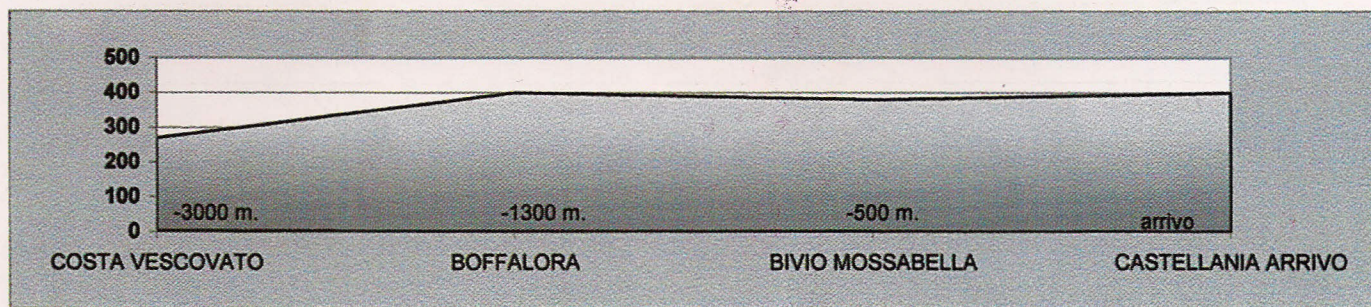 500
400
300
200
100
0
-3000 m.
-1300 m.
-500 m.
arrivo
COSTA VESCOVATO
BOFFALORA
BIVIO MOSSABELLA
CASTELLANIA ARRIVO